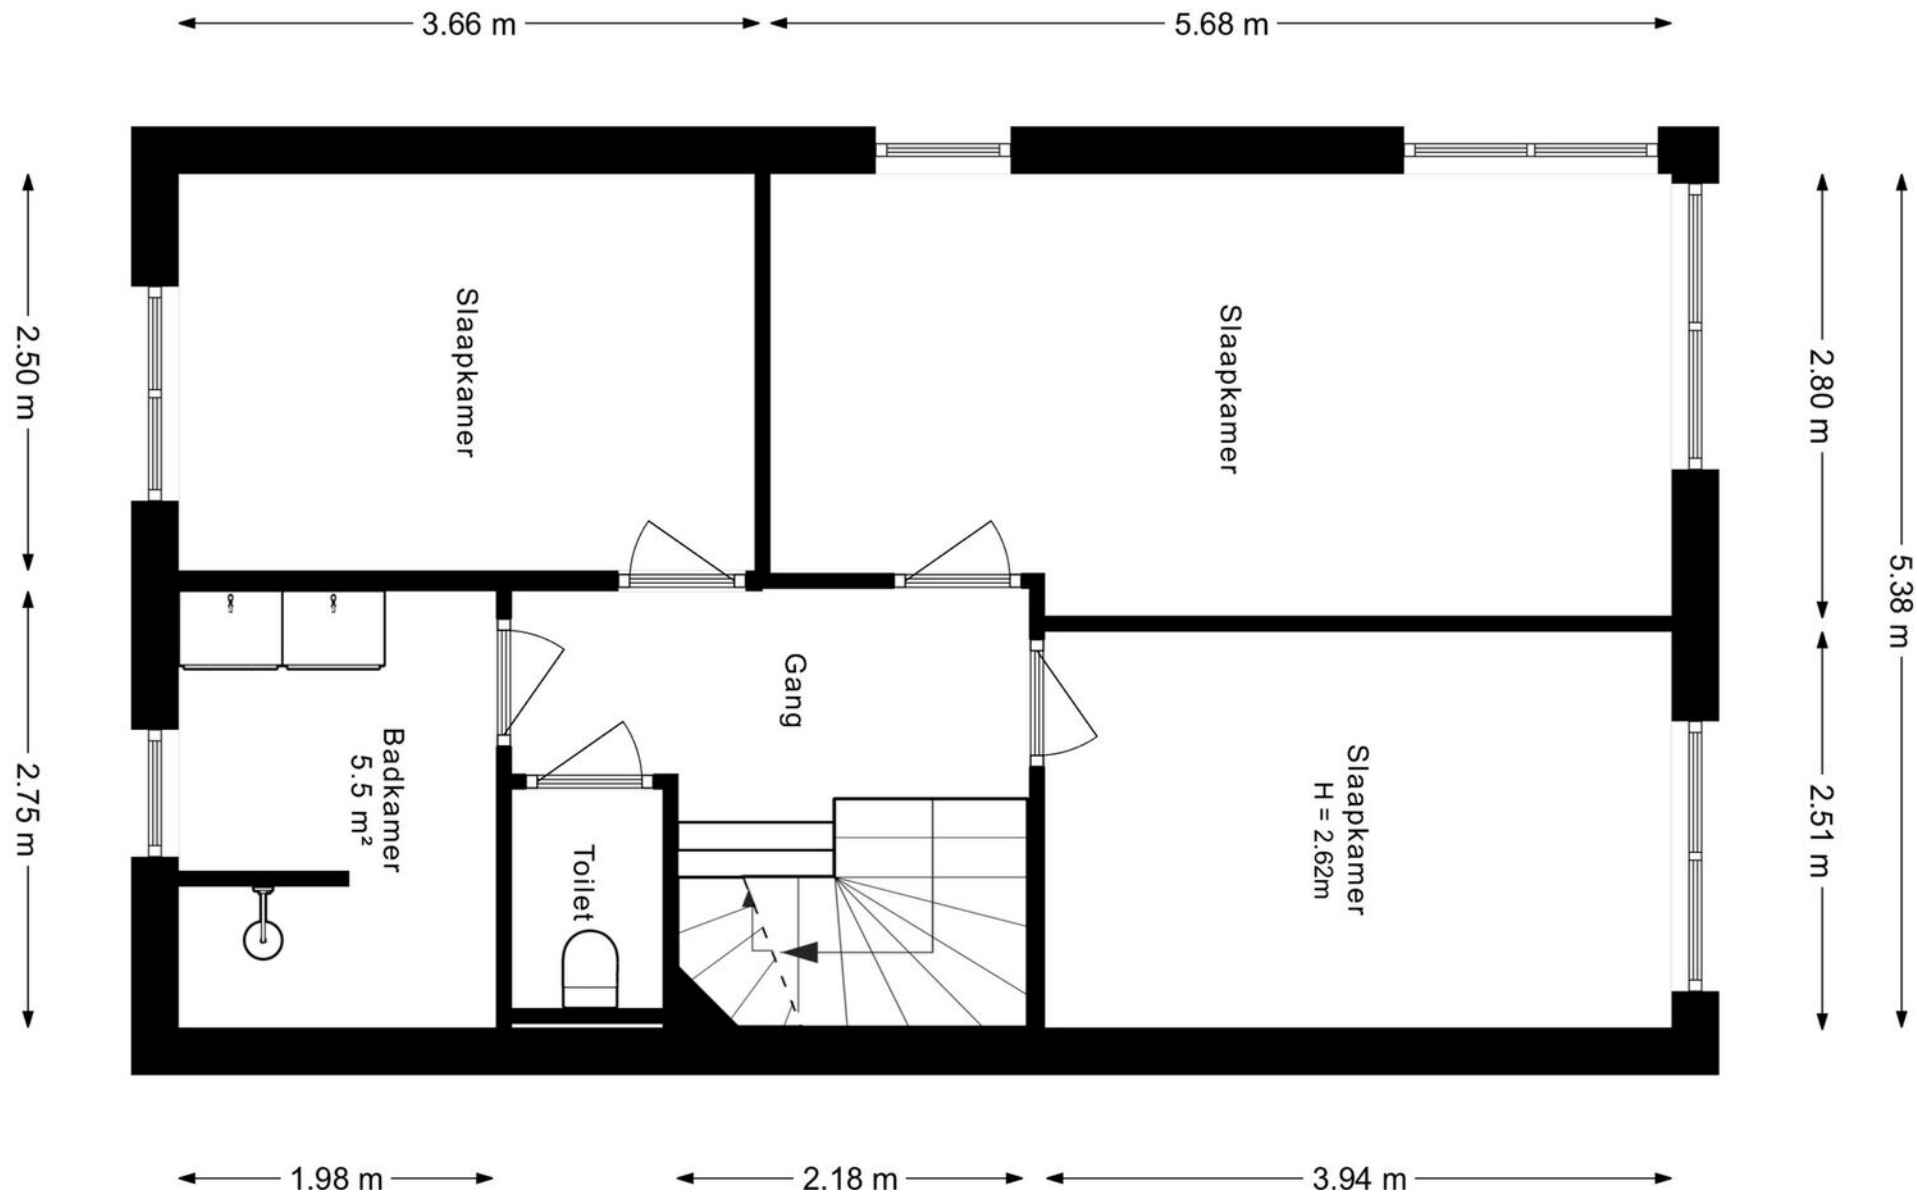 3.66 m
5.68 m
2.50 m
2.75 m
Slaapkamer
Slaapkamer
Gang
Badkamer
5.5 m²
Toilet
Slaapkamer
H = 2.62m
2.80 m
2.51 m
5.38 m
1.98 m
2.18 m
3.94 m